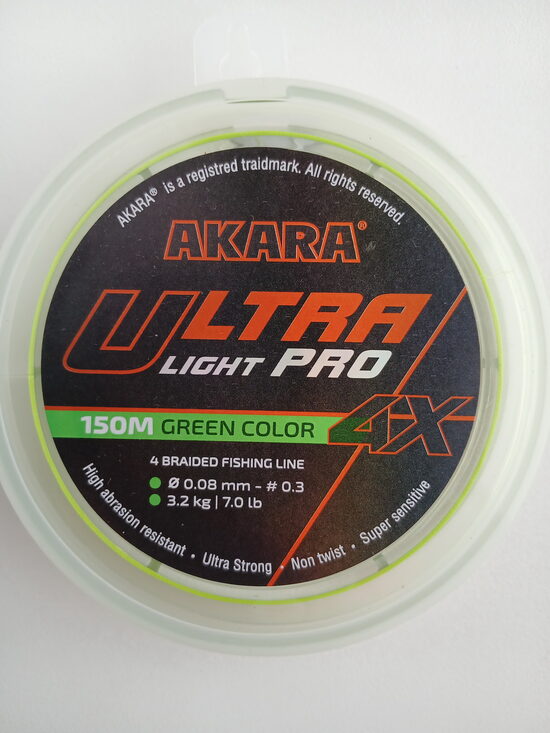 AKARA® is a registred traidmark. All rights reserved.
AKARA®
ULTRA
LIGHT PRO
4X
150M GREEN COLOR
4 BRAIDED FISHING LINE
Ø 0.08 mm - # 0.3
3.2 kg | 7.0 lb
High abrasion resistant • Ultra Strong • Non twist • Super sensitive